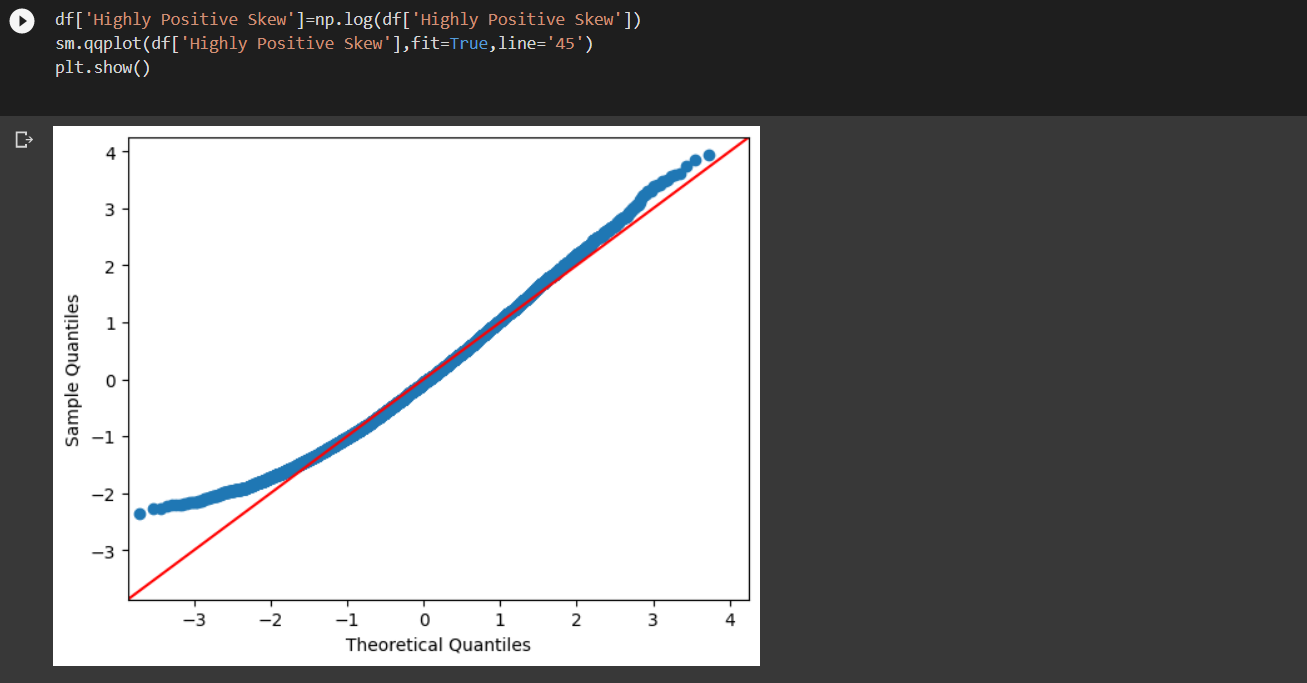 df['Highly Positive Skew']=np.log(df['Highly Positive Skew'])
sm.qqplot(df['Highly Positive Skew'],fit=True,line='45')
plt.show()
4
3
2
1
0
−1
−2
−3
Sample Quantiles
−3 −2 −1 0 1 2 3 4
Theoretical Quantiles